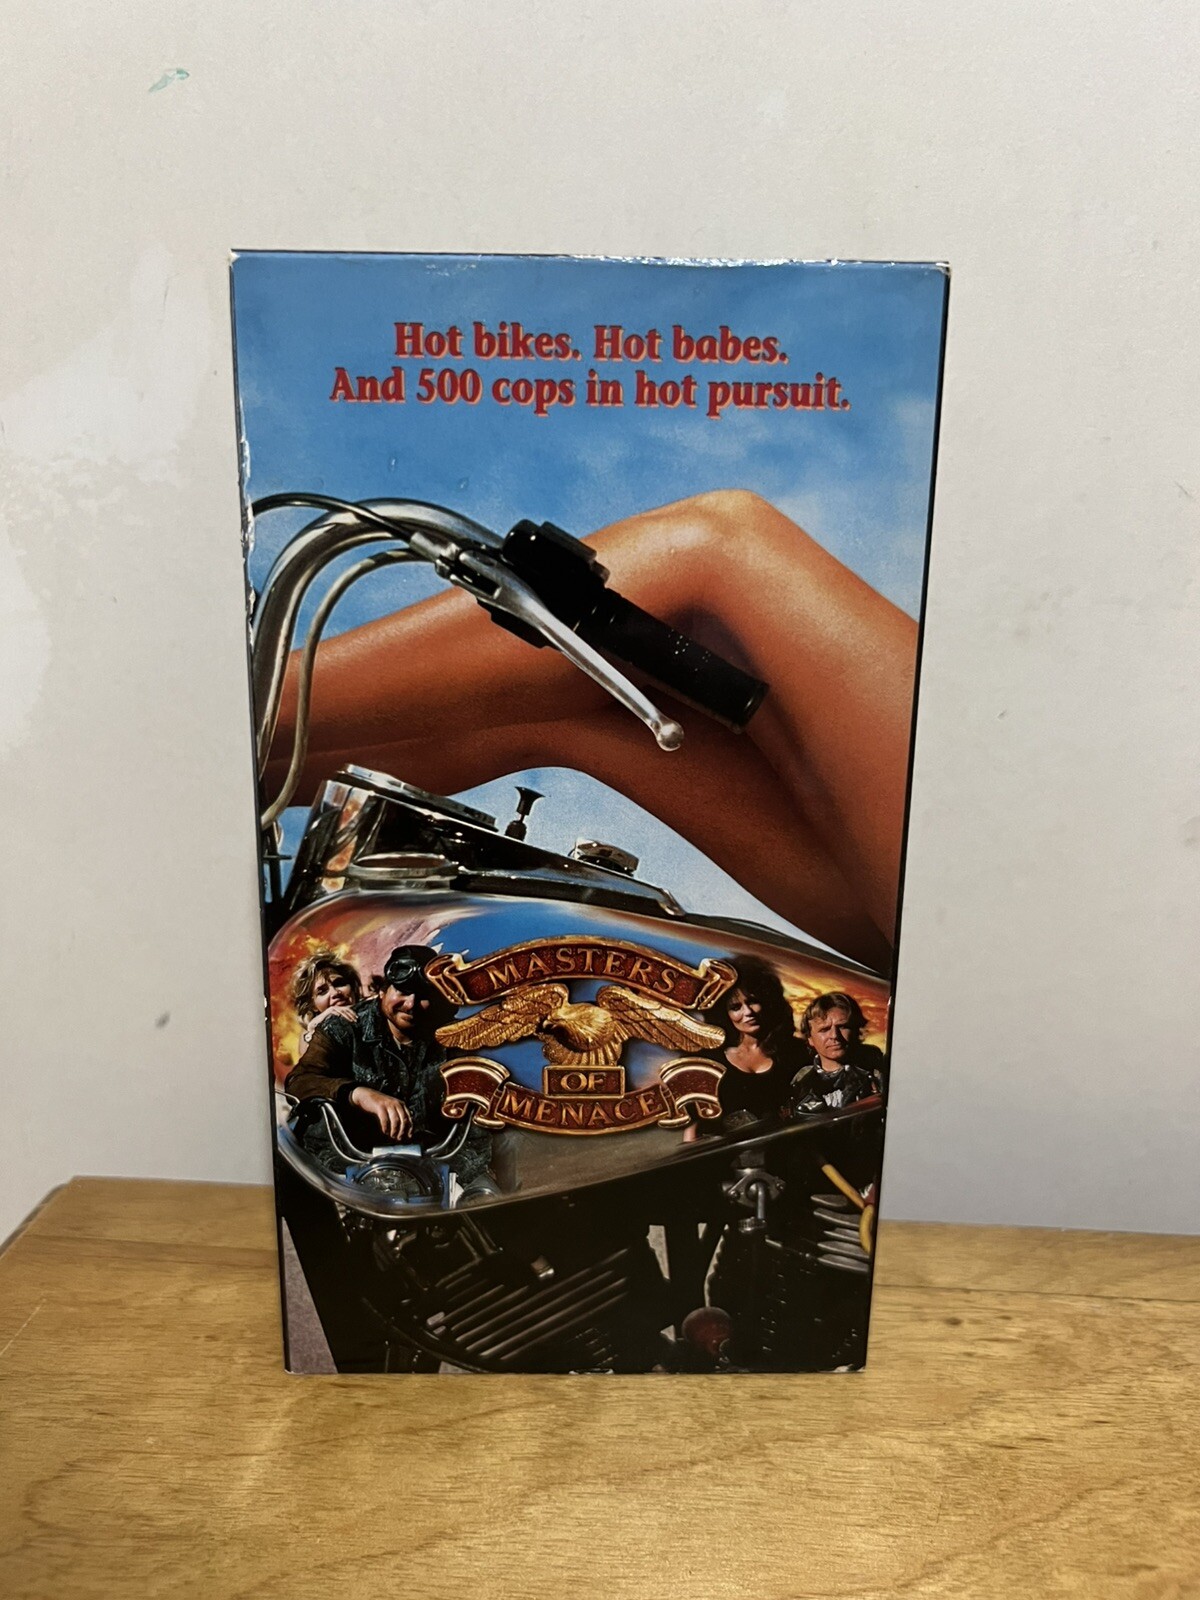 Hot bikes. Hot babes.
And 500 cops in hot pursuit.
MASTERS
OF
MENACE